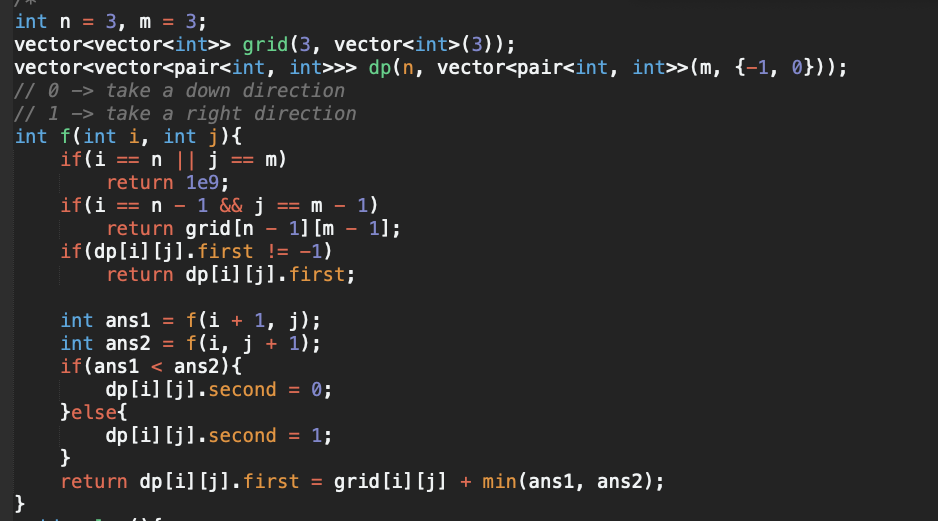 /*
int n = 3, m = 3;
vector<vector<int>> grid(3, vector<int>(3));
vector<vector<pair<int, int>>> dp(n, vector<pair<int, int>>(m, {-1, 0}));
// 0 -> take a down direction
// 1 -> take a right direction
int f(int i, int j){
    if(i == n || j == m)
        return 1e9;
    if(i == n - 1 && j == m - 1)
        return grid[n - 1][m - 1];
    if(dp[i][j].first != -1)
        return dp[i][j].first;

    int ans1 = f(i + 1, j);
    int ans2 = f(i, j + 1);
    if(ans1 < ans2){
        dp[i][j].second = 0;
    }else{
        dp[i][j].second = 1;
    }
    return dp[i][j].first = grid[i][j] + min(ans1, ans2);
}